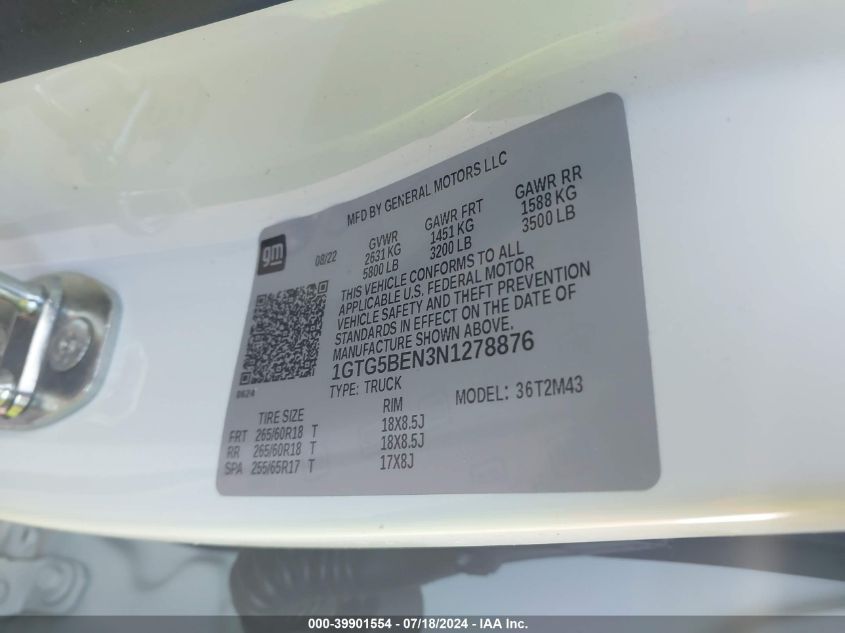 MFD BY GENERAL MOTORS LLC
gm
08/22
GVWR GAWR FRT GAWR RR
2631 KG 1451 KG 1588 KG
5800 LB 3200 LB 3500 LB
THIS VEHICLE CONFORMS TO ALL
APPLICABLE U.S. FEDERAL MOTOR
VEHICLE SAFETY AND THEFT PREVENTION
STANDARDS IN EFFECT ON THE DATE OF
MANUFACTURE SHOWN ABOVE.
1GTG5BEN3N1278876
0624
TYPE: TRUCK MODEL: 36T2M43
TIRE SIZE RIM
FRT 265/60R18 T 18X8.5J
RR 265/60R18 T 18X8.5J
SPA 255/65R17 T 17X8J
000-39901554 / 07/18/2024 - IAA Inc.